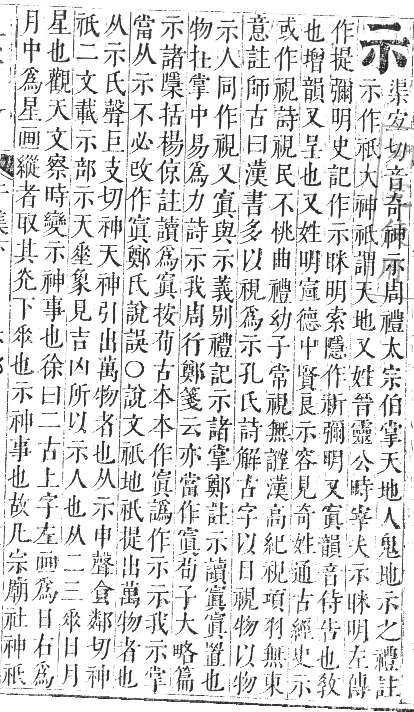 示 渠宜切音奇神示周禮太宗伯掌天地人鬼地示之禮註
示作祇大神祇謂天地又姓晉靈公時宰夫示眯明左傳
作提彌明史記作示眯明索隱作祈彌明又寘韻音侍告也敎
也增韻又呈也又姓明宣德中賢良示容見奇姓通古經史示
或作視詩視民不恌曲禮幼子常視無誑漢高紀視項羽無東
意註師古曰漢書多以視爲示孔氏詩解古字以目視物以物
示人同作視又寘與示義別禮記示諸掌鄭註示讀寘寘置也
物在掌中易爲力詩示我周行鄭箋云示當作寘荀子大略篇
示諸檃括楊倞註讀爲寘按荀古本本作寘譌作示示我示掌
當从示不必改作寘鄭氏說誤〇說文祇地祇提出萬物者也
从示氏聲巨支切神天神引出萬物者也从示申聲食鄰切神
祇二文載示部示天垂象見吉凶所以示人也从二三垂日月
星也觀天文察時變示神事也徐曰二古上字左畫爲日右爲
月中爲星畫縱者取其光下垂也示神事也故凡宗廟社神祇